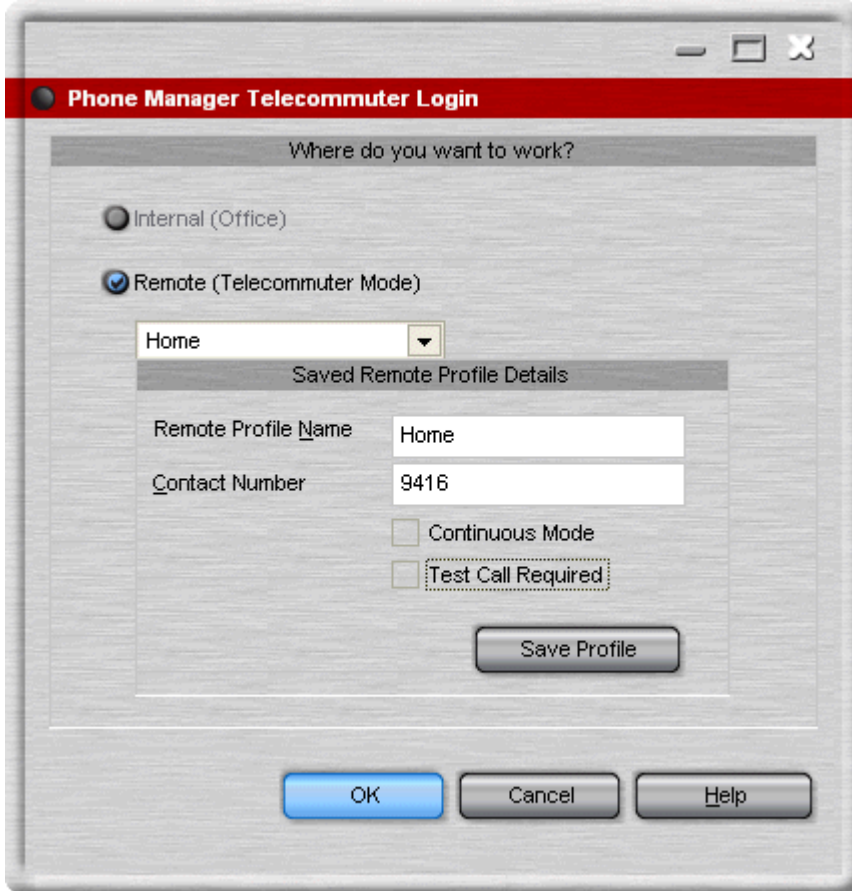 Phone Manager Telecommuter Login
Where do you want to work?
Internal (Office)
Remote (Telecommuter Mode)
Home
Saved Remote Profile Details
Remote Profile Name
Home
Contact Number
9416
Continuous Mode
Test Call Required
Save Profile
OK
Cancel
Help